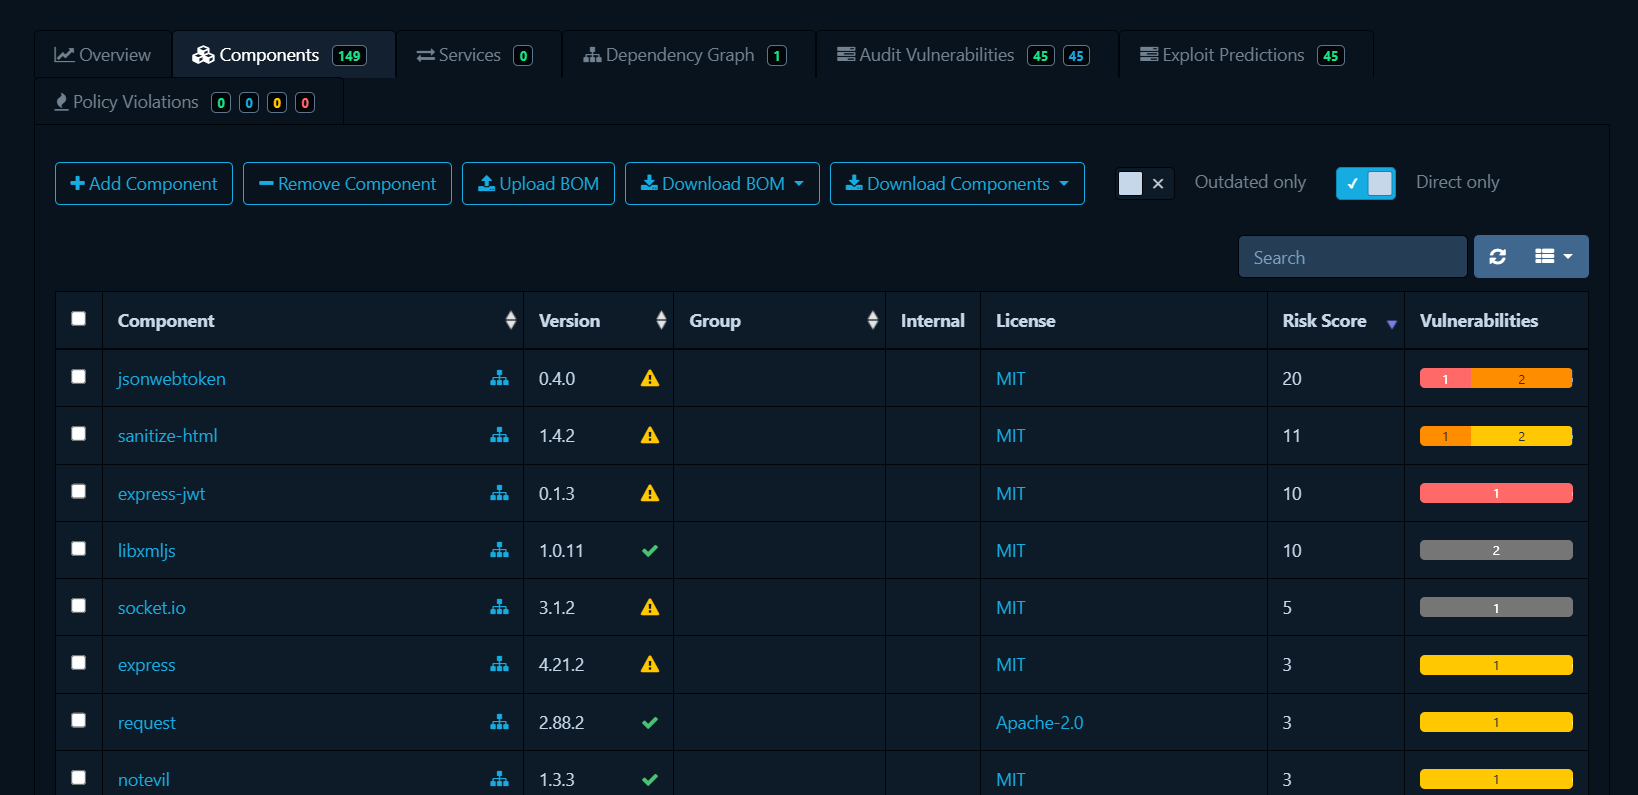 Overview Components 149 Services 0 Dependency Graph 1 Audit Vulnerabilities 45 45 Exploit Predictions 45
Policy Violations 0 0 0 0
Add Component Remove Component Upload BOM Download BOM Download Components Outdated only Direct only
Search
Component Version Group Internal License Risk Score Vulnerabilities
jsonwebtoken 0.4.0 MIT 20 1 2
sanitize-html 1.4.2 MIT 11 1 2
express-jwt 0.1.3 MIT 10 1
libxmljs 1.0.11 MIT 10 2
socket.io 3.1.2 MIT 5 1
express 4.21.2 MIT 3 1
request 2.88.2 Apache-2.0 3 1
notevil 1.3.3 MIT 3 1